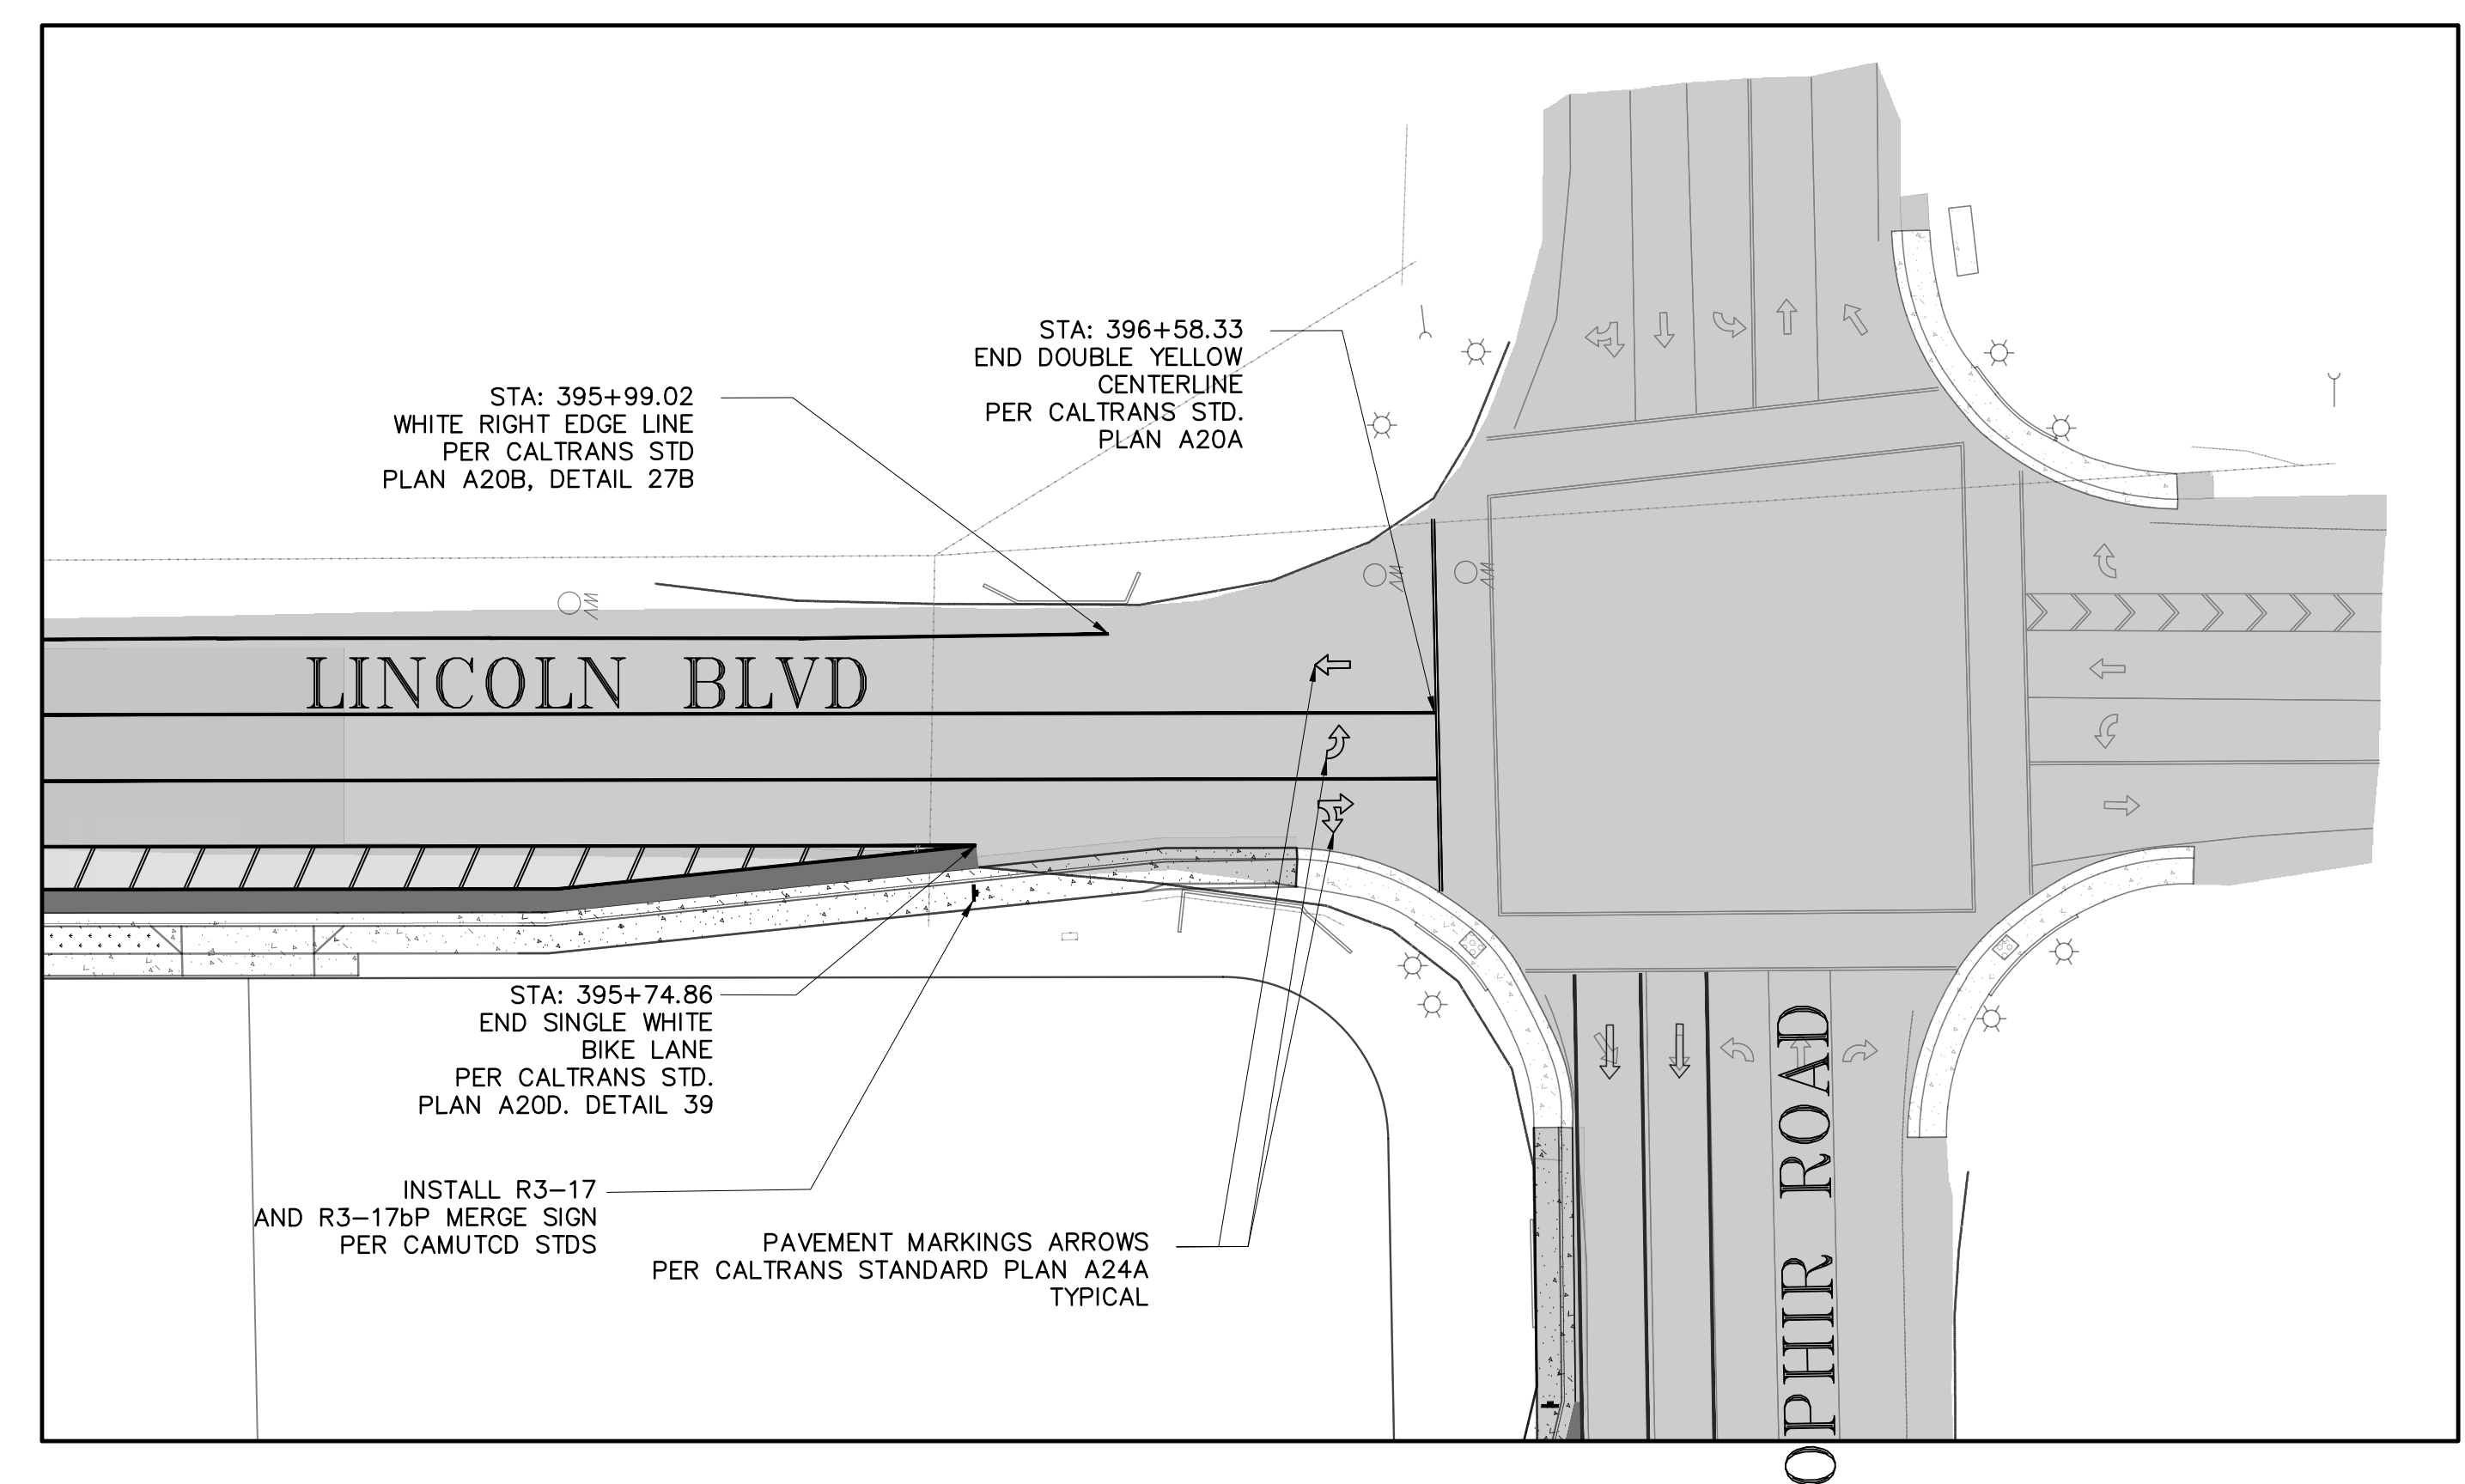 STA: 396+58.33
END DOUBLE YELLOW
CENTERLINE
PER CALTRANS STD.
PLAN A20A
STA: 395+99.02
WHITE RIGHT EDGE LINE
PER CALTRANS STD
PLAN A20B, DETAIL 27B
WV
WV
WV
LINCOLN BLVD
STA: 395+74.86
END SINGLE WHITE
BIKE LANE
PER CALTRANS STD.
PLAN A20D. DETAIL 39
INSTALL R3-17
AND R3-17bP MERGE SIGN
PER CAMUTCD STDS
PAVEMENT MARKINGS ARROWS
PER CALTRANS STANDARD PLAN A24A
TYPICAL
OPHIR ROAD